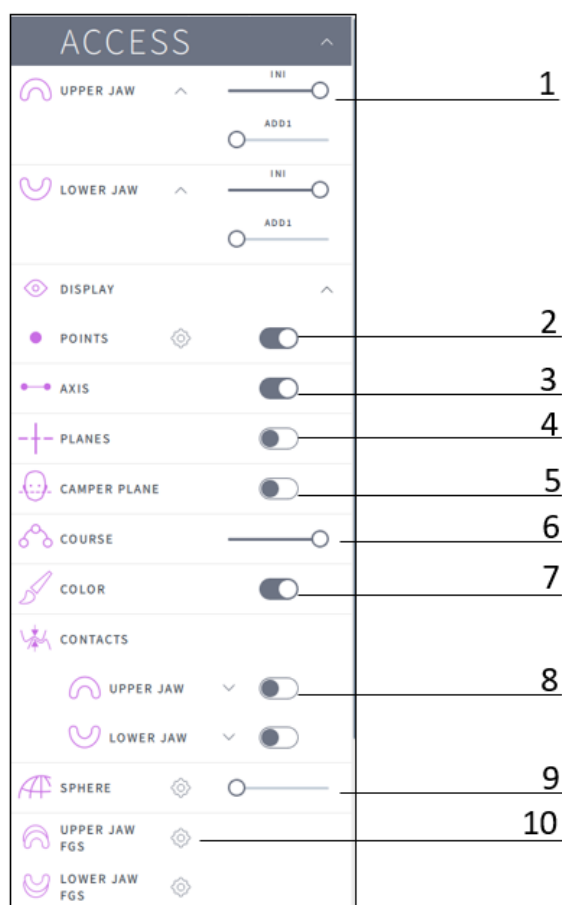 ACCESS
INI
UPPER JAW
1
ADD1
INI
LOWER JAW
ADD1
DISPLAY
POINTS
2
AXIS
3
PLANES
4
CAMPER PLANE
5
COURSE
6
COLOR
7
CONTACTS
UPPER JAW
8
LOWER JAW
SPHERE
9
UPPER JAW
FGS
10
LOWER JAW
FGS